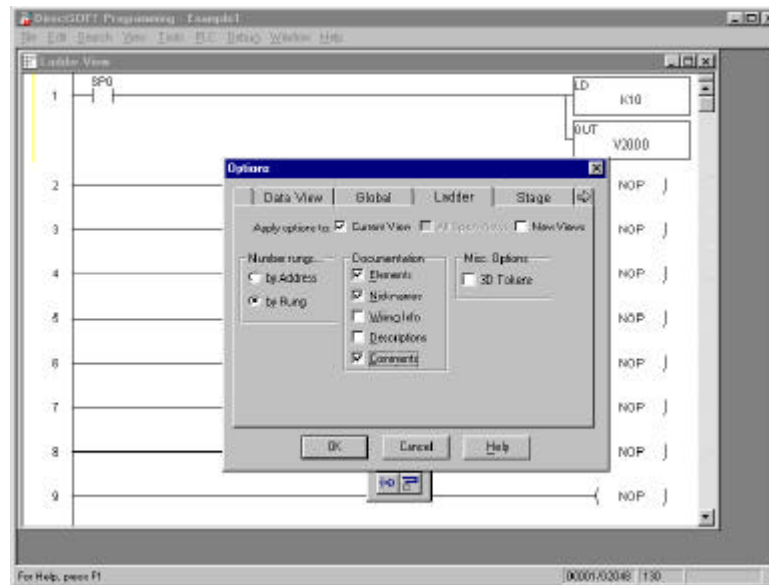 DirectSOFT Programming - Example1
File Edit Search View Tools PLC Debug Window Help
Ladder View
1 SP0 LD K10
OUT V2000
Options
Data View Global Ladder Stage
Apply options to: Current View All Open Views New Views
Number rungs... Documentation Misc. Options
by Address Elements 3D Tokens
by Rung Nicknames
Wiring Info
Descriptions
Comments
OK Cancel Help
2 NOP
3 NOP
4 NOP
5 NOP
6 NOP
7 NOP
8 NOP
9 NOP
For Help, press F1 00001/02048 130